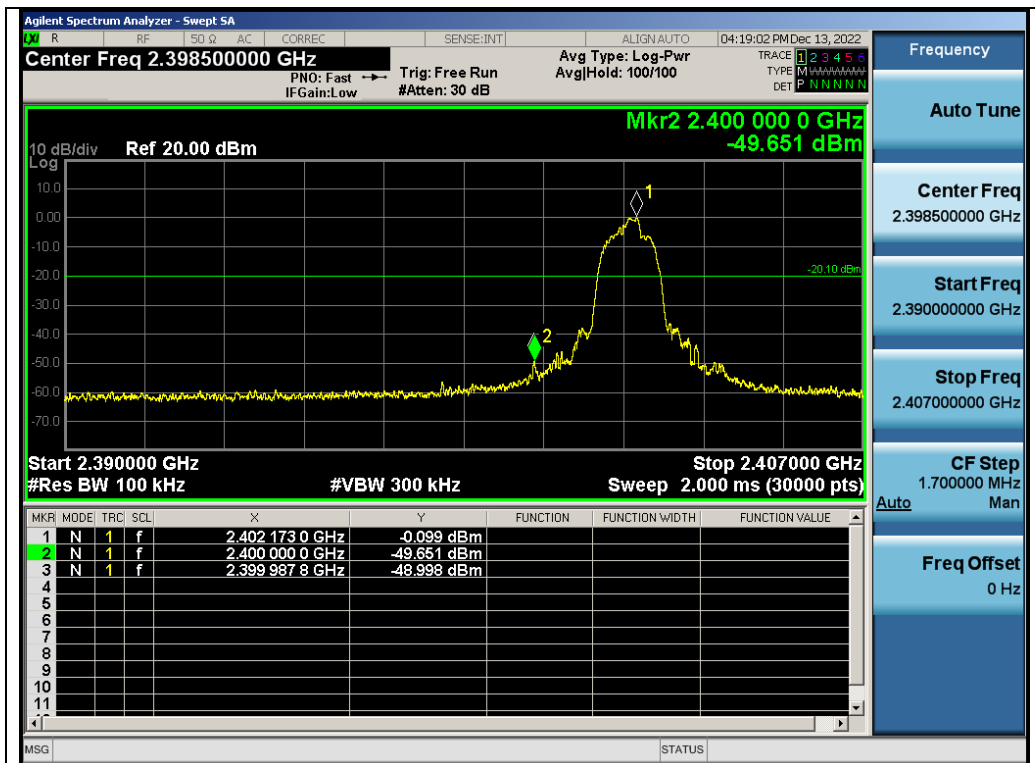 Agilent Spectrum Analyzer - Swept SA
LXI R RF 50 Ω AC CORREC SENSE:INT ALIGN AUTO 04:19:02 PM Dec 13, 2022
Center Freq 2.398500000 GHz
PNO: Fast
IFGain:Low
Trig: Free Run
#Atten: 30 dB
Avg Type: Log-Pwr
Avg|Hold: 100/100
TRACE 1 2 3 4 5 6
TYPE M WWWWW
DET P N N N N N
Mkr2 2.400 000 0 GHz
-49.651 dBm
10 dB/div Ref 20.00 dBm
Log
10.0
0.00
-10.0
-20.0
-30.0
-40.0
-50.0
-60.0
-70.0
1
2
-20.10 dBm
Start 2.390000 GHz Stop 2.407000 GHz
#Res BW 100 kHz #VBW 300 kHz Sweep 2.000 ms (30000 pts)
MKR MODE TRC SCL X Y FUNCTION FUNCTION WIDTH FUNCTION VALUE
1 N 1 f 2.402 173 0 GHz -0.099 dBm
2 N 1 f 2.400 000 0 GHz -49.651 dBm
3 N 1 f 2.399 987 8 GHz -48.998 dBm
4
5
6
7
8
9
10
11
MSG STATUS
Frequency
Auto Tune
Center Freq
2.398500000 GHz
Start Freq
2.390000000 GHz
Stop Freq
2.407000000 GHz
CF Step
1.700000 MHz
Auto Man
Freq Offset
0 Hz